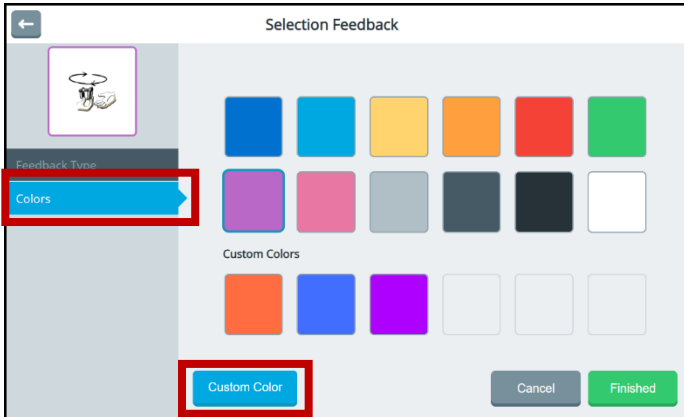 Selection Feedback
Feedback Type
Colors
Custom Colors
Custom Color
Cancel
Finished